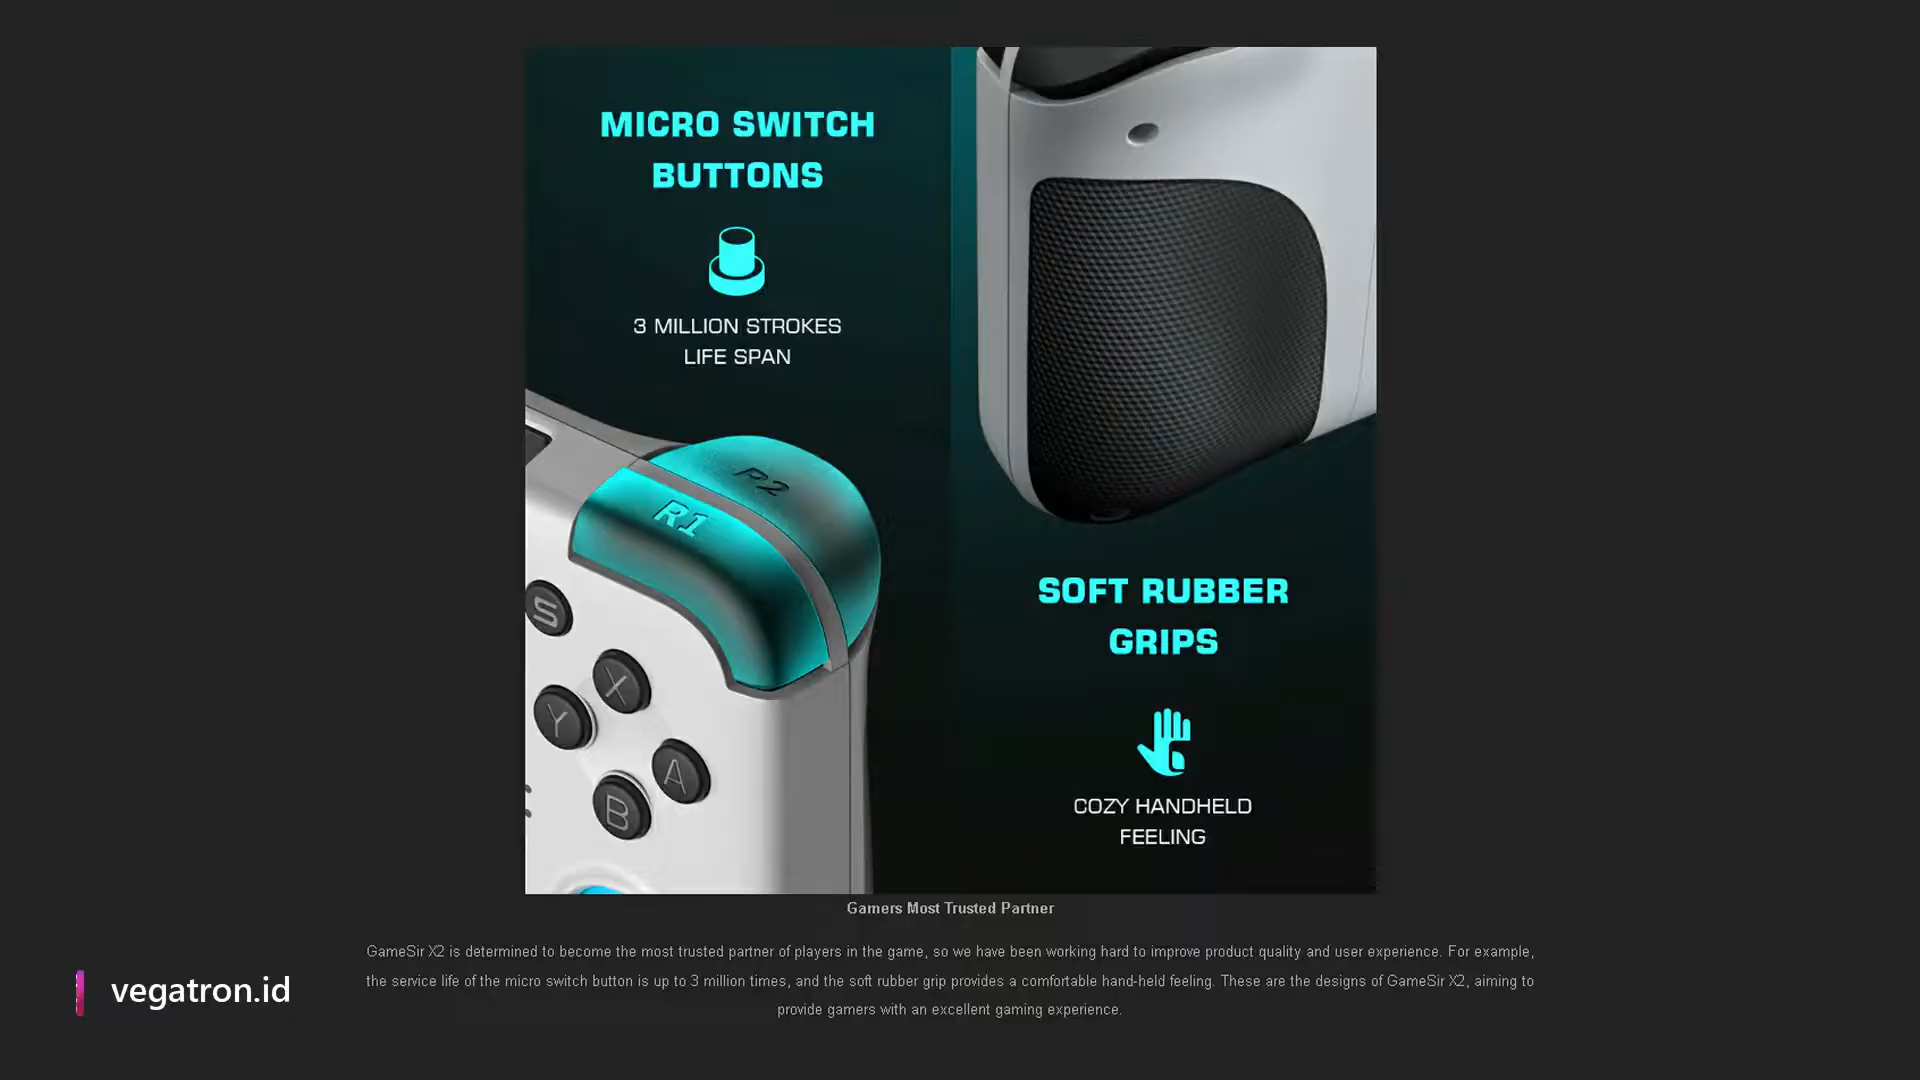 MICRO SWITCH
BUTTONS
3 MILLION STROKES
LIFE SPAN
R2
R1
S
X
Y
A
B
SOFT RUBBER
GRIPS
COZY HANDHELD
FEELING
Gamers Most Trusted Partner
GameSir X2 is determined to become the most trusted partner of players in the game, so we have been working hard to improve product quality and user experience. For example,
the service life of the micro switch button is up to 3 million times, and the soft rubber grip provides a comfortable hand-held feeling. These are the designs of GameSir X2, aiming to
provide gamers with an excellent gaming experience.
vegatron.id